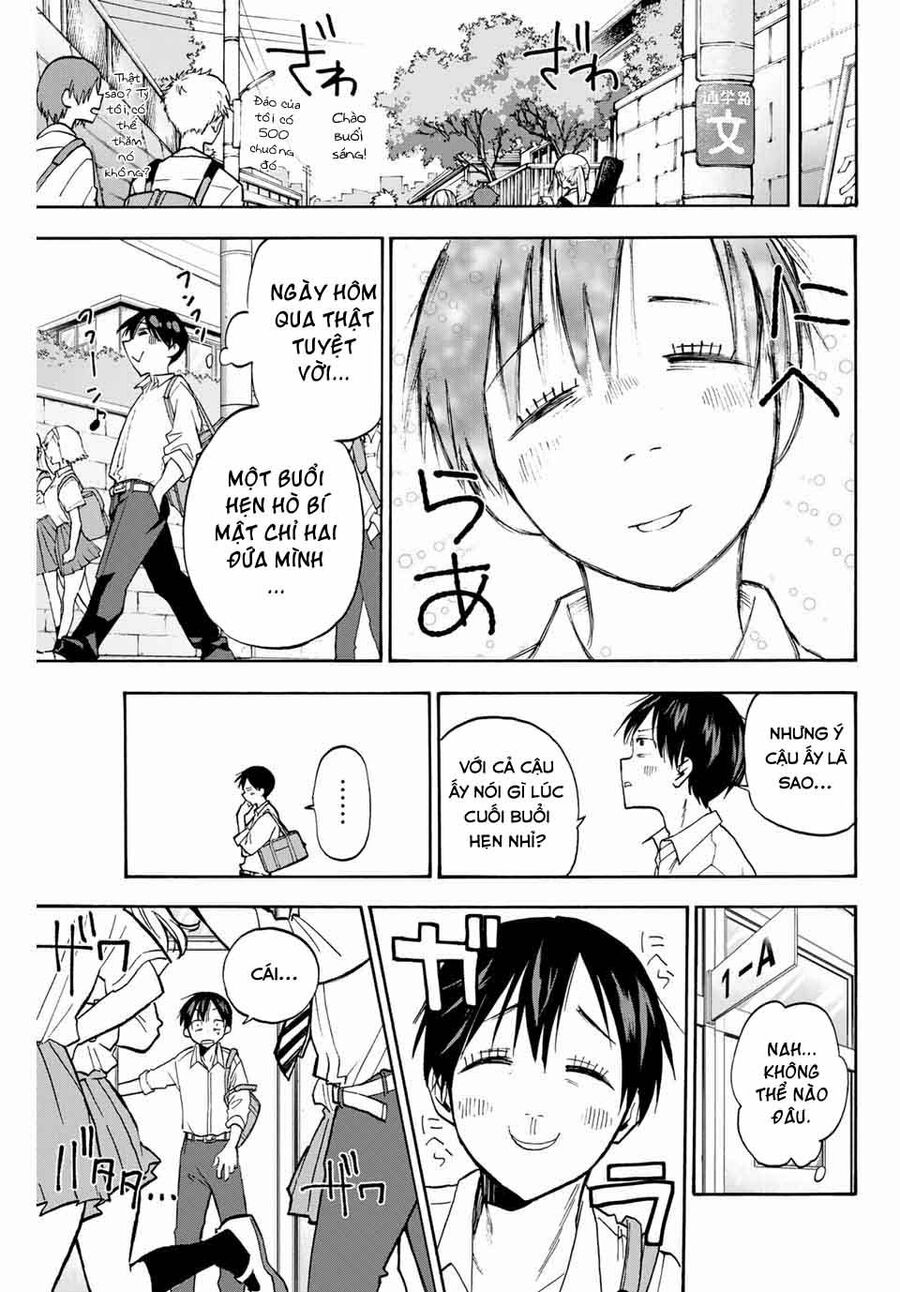 通学路
文
ざわ
ざわ
Chào
Buổi
sáng!
Đảo của
tôi có
500
chuông
đó
Thật
sao? Tý
tôi có
thể
thăm
nó
không?
に
へ
ら
あ
NGÀY HÔM
QUA THẬT
TUYỆT
VỜI...
MỘT BUỔI
HẸN HÒ BÍ
MẬT CHỈ HAI
ĐỨA MÌNH
...
NHƯNG Ý
CẬU ẤY LÀ
SAO...
VỚI CẢ CẬU
ẤY NÓI GÌ LÚC
CUỐI BUỔI
HẸN NHỈ?
......
1-A
NAH...
KHÔNG
THỂ NÀO
ĐÂU.
ガ
ラ
にへら
へら
CÁI...
ザワ
ザワ
バタタ...